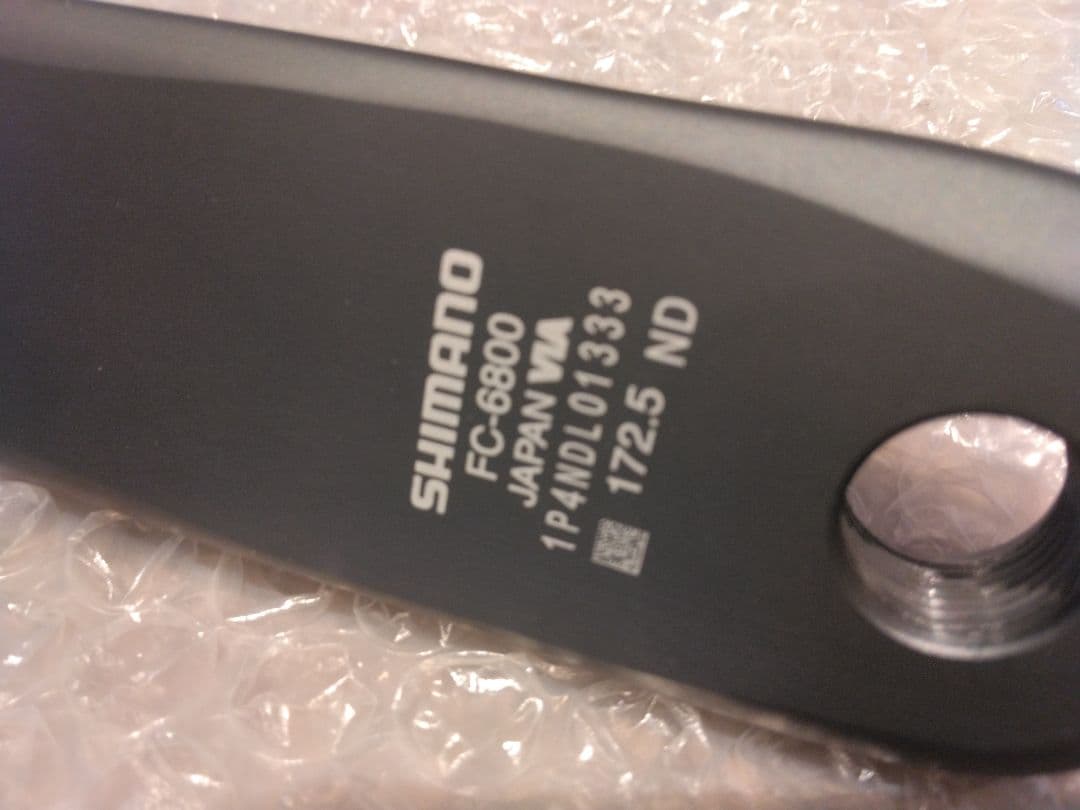 SHIMANO
FC-6800
JAPAN VIA
1P4NDL01333
172.5 ND